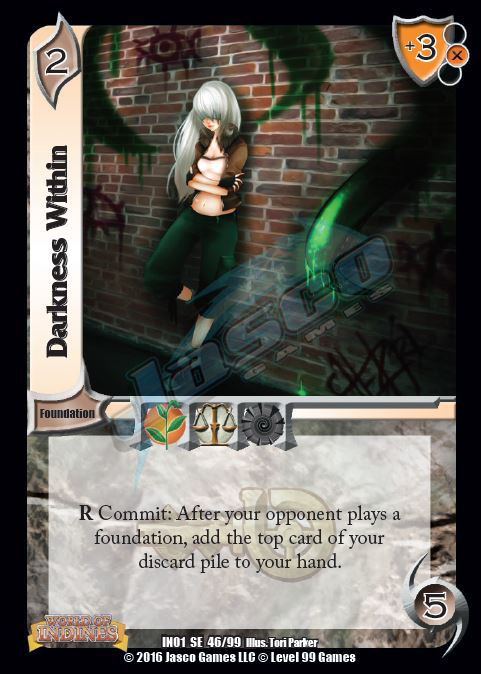 2
+3
X
Darkness Within
JASCO
GAMES
Foundation
R Commit: After your opponent plays a
foundation, add the top card of your
discard pile to your hand.
5
WORLD OF
INDINES
IN01 SE 46/99 Illus. Tori Parker
© 2016 Jasco Games LLC © Level 99 Games